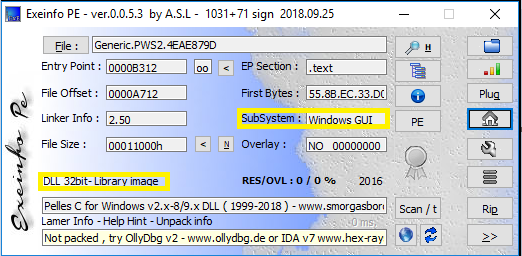 Exeinfo PE - ver.0.0.5.3 by A.S.L - 1031+71 sign 2018.09.25
File : Generic.PWS2.4EAE879D H
Entry Point : 0000B312 oo < EP Section : .text
File Offset : 0000A712 First Bytes : 55.8B.EC.33.D( Plug
Linker Info : 2.50 SubSystem : Windows GUI PE
File Size : 00011000h < N Overlay : NO 00000000
DLL 32bit- Library image RES/OVL : 0 / 0 % 2016
Exeinfo Pe
Pelles C for Windows v2.x-8/9.x DLL ( 1999-2018 ) - www.smorgasbor Scan / t Rip
Lamer Info - Help Hint - Unpack info 0 ms.
Not packed , try OllyDbg v2 - www.ollydbg.de or IDA v7 www.hex-ray >>